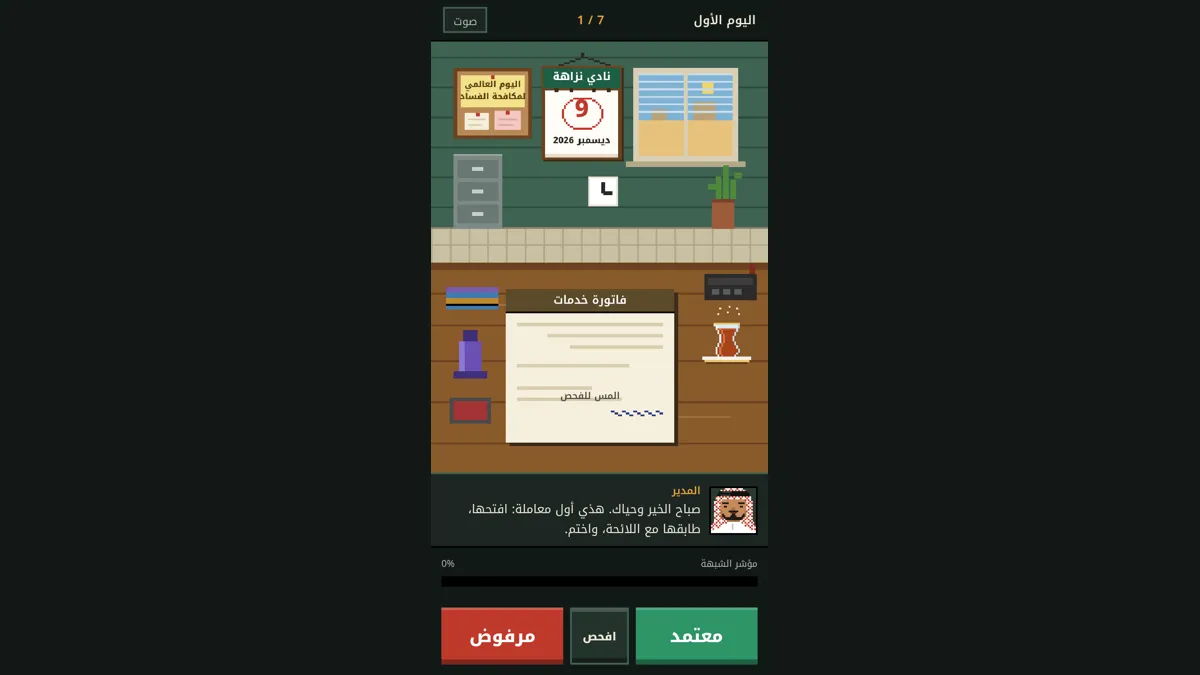 اليوم الأول
1 / 7
صوت
نادي نزاهة
9
ديسمبر 2026
اليوم العالمي
لمكافحة الفساد
فاتورة خدمات
المس للفحص
المدير
صباح الخير وحياك. هذي أول معاملة: افتحها،
طابقها مع اللائحة، واختم.
مؤشر الشبهة
0%
معتمد
افحص
مرفوض